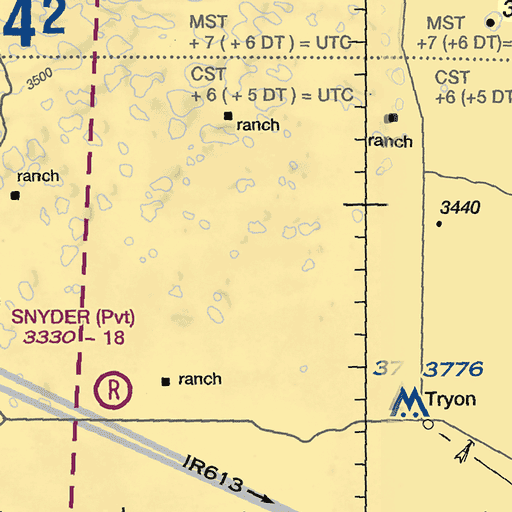 4²
MST
+ 7 ( + 6 DT ) = UTC
MST
+7 (+6 DT)=
3500
CST
+ 6 ( + 5 DT ) = UTC
CST
+6 (+5 DT
ranch
ranch
ranch
3440
SNYDER (Pvt)
3330 - 18
R
ranch
37
3776
Tryon
IR613